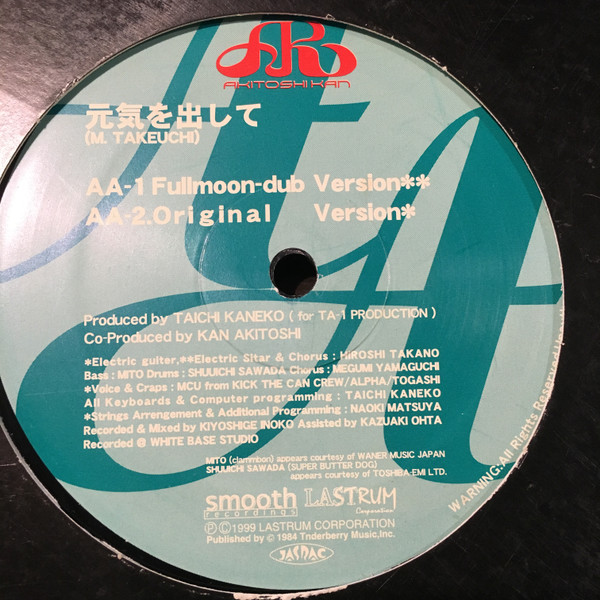 AK
AKITOSHI KAN
元気を出して
(M. TAKEUCHI)
AA-1 Fullmoon-dub Version**
AA-2.Original Version*
Produced by TAICHI KANEKO ( for TA-1 PRODUCTION )
Co-Produced by KAN AKITOSHI
*Electric guiter,**Electric Sitar & Chorus : HIROSHI TAKANO
Bass : MITO Drums : SHUUICHI SAWADA Chorus : MEGUMI YAMAGUCHI
*Voice & Craps : MCU from KICK THE CAN CREW/ALPHA/TOGASHI
All Keyboards & Computer programming : TAICHI KANEKO
*Strings Arrengement & Additional Programming : NAOKI MATSUYA
Recorded & Mixed by KIYOSHIGE INOKO Assisted by KAZUAKI OHTA
Recorded @ WHITE BASE STUDIO
MITO (clammbon) appears courtesy of WANER MUSIC JAPAN
SHUUICHI SAWADA (SUPER BUTTER DOG)
appears courtesy of TOSHIBA-EMI LTD.
smooth recordings LASTRUM Corporation
Ⓟ©1999 LASTRUM CORPORATION
Published by © 1984 Tnderberry Music,Inc.
JASRAC
WARNING:All Rights Reserved